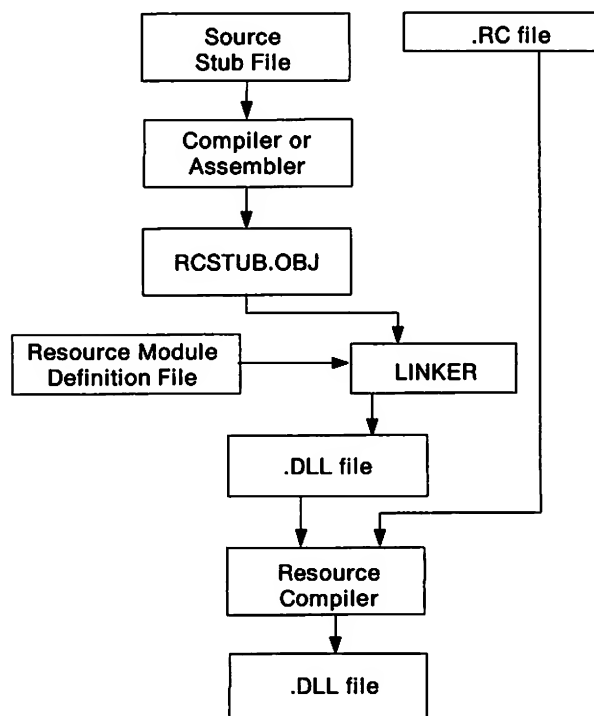 Source
Stub File
.RC file
Compiler or
Assembler
RCSTUB.OBJ
Resource Module
Definition File
LINKER
.DLL file
Resource
Compiler
.DLL file